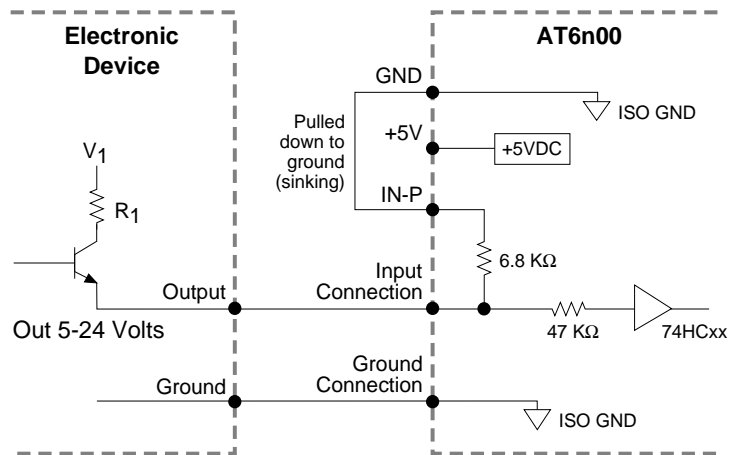 Electronic
Device
AT6n00
GND
ISO GND
Pulled
down to
ground
(sinking)
+5V
+5VDC
V1
R1
IN-P
6.8 KΩ
Output
Input
Connection
Out 5-24 Volts
47 KΩ
74HCxx
Ground
Ground
Connection
ISO GND